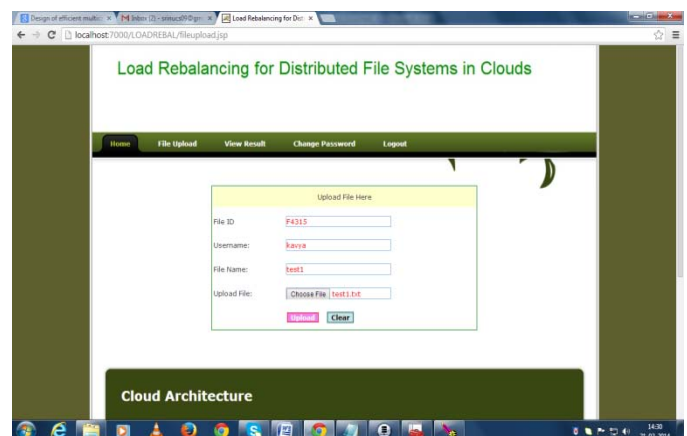 Design of efficient multic
Inbox (2) - srinucs09@gm
Load Rebalancing for Dist
localhost:7000/LOADREBAL/fileupload.jsp
Load Rebalancing for Distributed File Systems in Clouds
Home File Upload View Result Change Password Logout
Upload File Here
File ID F4315
Username: kavya
File Name: test1
Upload File: Choose File test1.txt
Upload Clear
Cloud Architecture
14:30